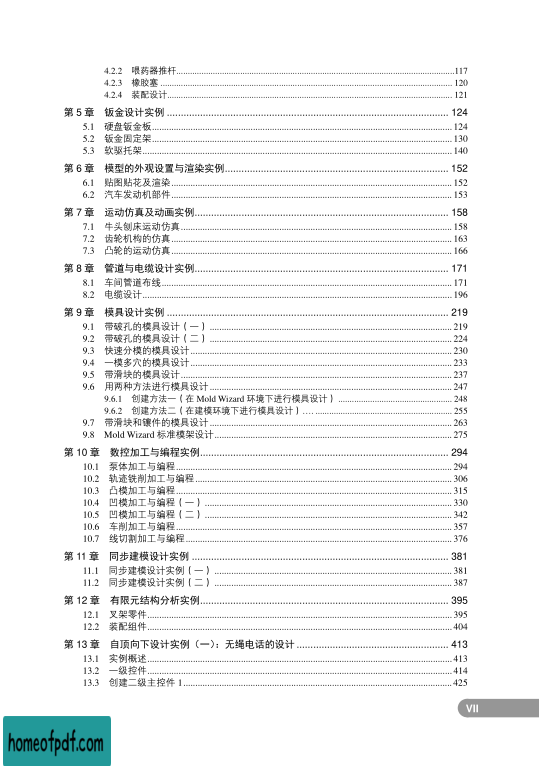 4.2.2 喂药器推杆 117
4.2.3 橡胶塞 120
4.2.4 装配设计 121
第 5 章 钣金设计实例 124
5.1 硬盘钣金板 124
5.2 钣金固定架 130
5.3 软驱托架 140
第 6 章 模型的外观设置与渲染实例 152
6.1 贴图贴花及渲染 152
6.2 汽车发动机部件 153
第 7 章 运动仿真及动画实例 158
7.1 牛头刨床运动仿真 158
7.2 齿轮机构的仿真 163
7.3 凸轮的运动仿真 166
第 8 章 管道与电缆设计实例 171
8.1 车间管道布线 171
8.2 电缆设计 196
第 9 章 模具设计实例 219
9.1 带破孔的模具设计（一） 219
9.2 带破孔的模具设计（二） 224
9.3 快速分模的模具设计 230
9.4 一模多穴的模具设计 233
9.5 带滑块的模具设计 237
9.6 用两种方法进行模具设计 247
9.6.1 创建方法一（在 Mold Wizard 环境下进行模具设计） 248
9.6.2 创建方法二（在建模环境下进行模具设计） 255
9.7 带滑块和镶件的模具设计 263
9.8 Mold Wizard 标准模架设计 275
第 10 章 数控加工与编程实例 294
10.1 泵体加工与编程 294
10.2 轨迹铣削加工与编程 306
10.3 凸模加工与编程 315
10.4 凹模加工与编程（一） 330
10.5 凹模加工与编程（二） 342
10.6 车削加工与编程 357
10.7 线切割加工与编程 376
第 11 章 同步建模设计实例 381
11.1 同步建模设计实例（一） 381
11.2 同步建模设计实例（二） 387
第 12 章 有限元结构分析实例 395
12.1 叉架零件 395
12.2 装配组件 404
第 13 章 自顶向下设计实例（一）：无绳电话的设计 413
13.1 实例概述 413
13.2 一级控件 414
13.3 创建二级主控件 1 425
VII
homeofpdf.com